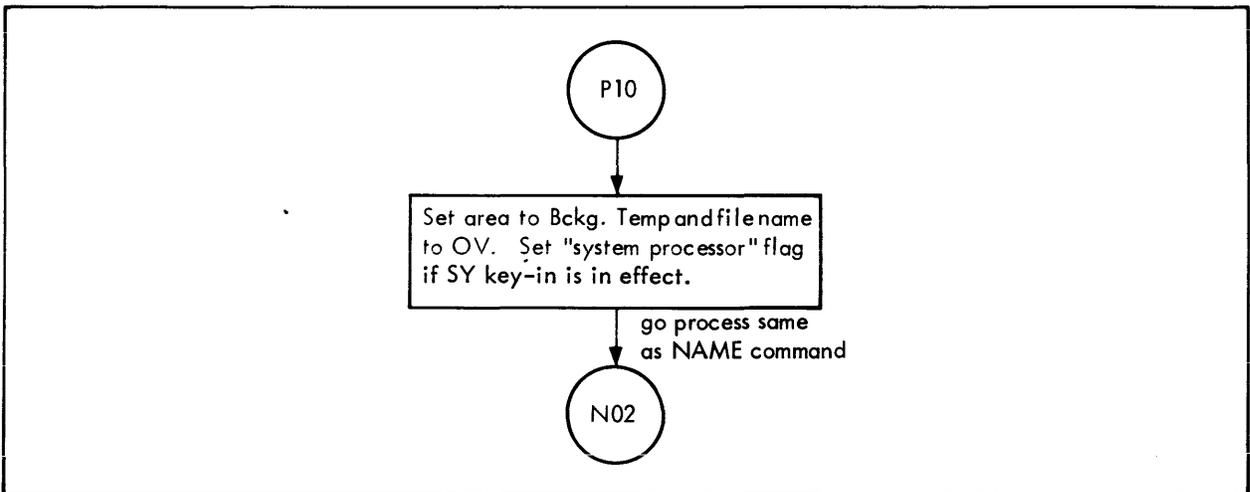 P10
Set area to Bckg. Temp and file name
to OV. Set "system processor" flag
if SY key-in is in effect.
go process same
as NAME command
N02